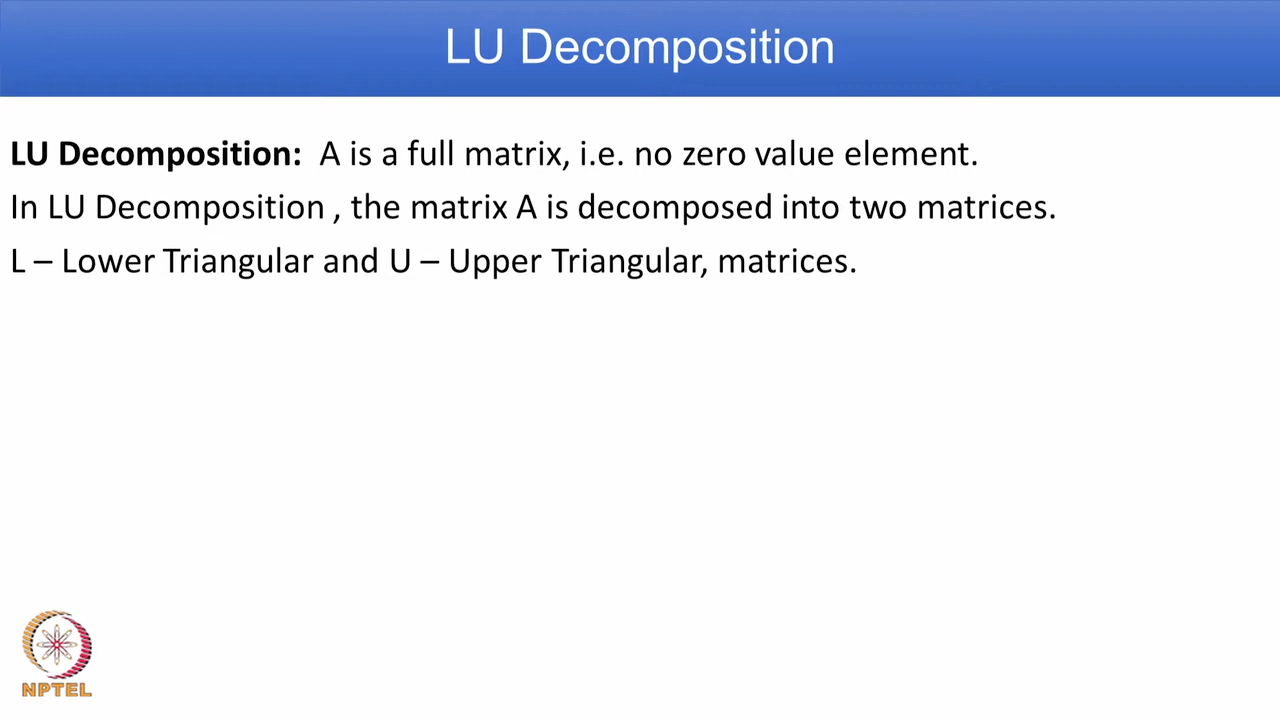 LU Decomposition
LU Decomposition: A is a full matrix, i.e. no zero value element.
In LU Decomposition , the matrix A is decomposed into two matrices.
L – Lower Triangular and U – Upper Triangular, matrices.
NPTEL